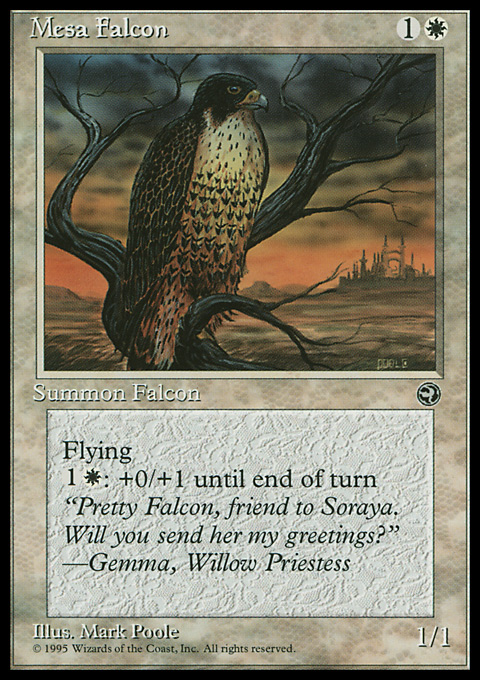 Mesa Falcon 1
Summon Falcon
Flying
1 : +0/+1 until end of turn
“Pretty Falcon, friend to Soraya,
Will you send her my greetings?”
—Gemma, Willow Priestess
Illus. Mark Poole
1/1
© 1995 Wizards of the Coast, Inc. All rights reserved.